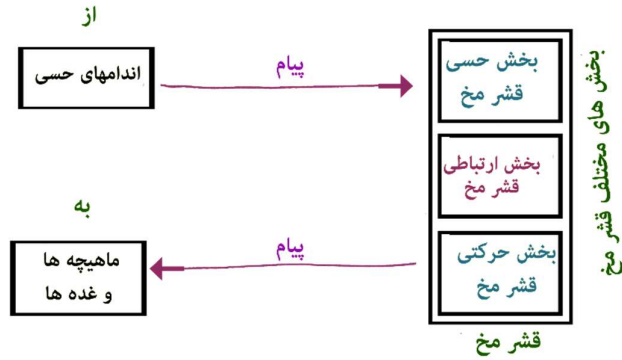 از
اندامهای حسی
پیام
بخش حسی
قشر مخ
بخش ارتباطی
قشر مخ
به
ماهیچه ها
و غده ها
پیام
بخش حرکتی
قشر مخ
قشر مخ
بخش های مختلف قشر مخ